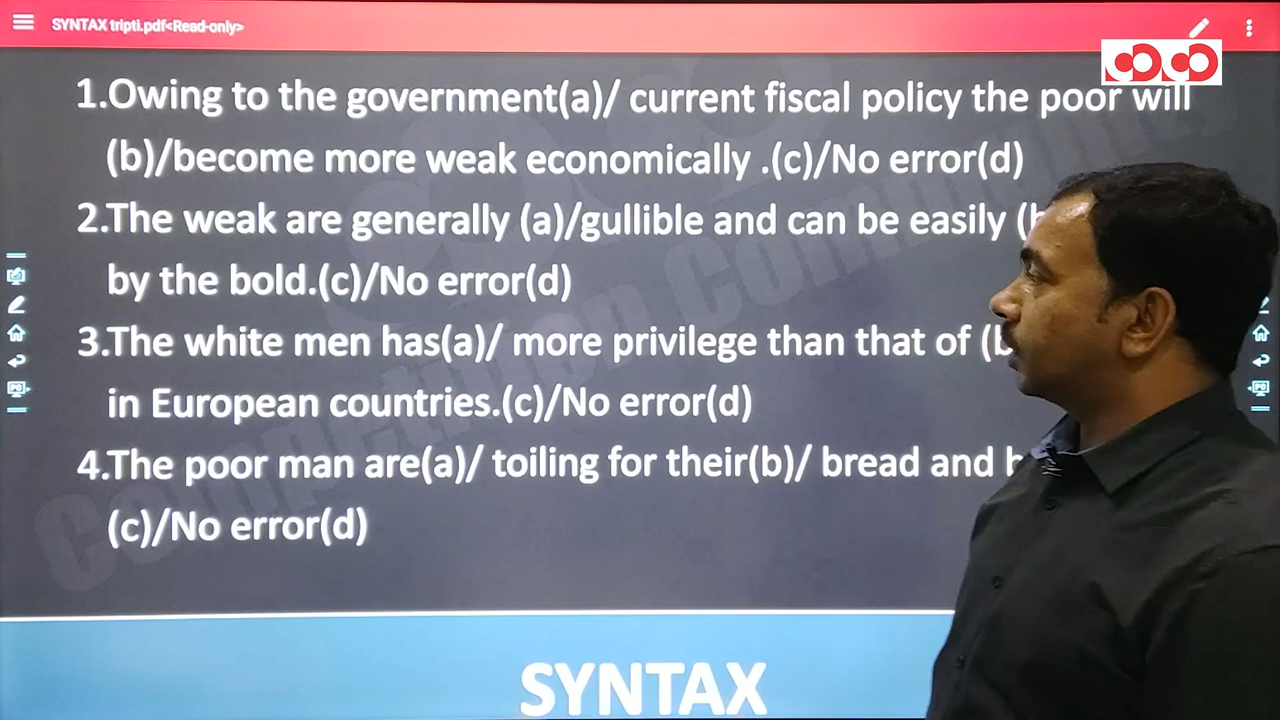 SYNTAX tripti.pdf<Read-only>
1.Owing to the government(a)/ current fiscal policy the poor will
(b)/become more weak economically .(c)/No error(d)
2.The weak are generally (a)/gullible and can be easily
by the bold.(c)/No error(d)
3.The white men has(a)/ more privilege than that of
in European countries.(c)/No error(d)
4.The poor man are(a)/ toiling for their(b)/ bread and
(c)/No error(d)
SYNTAX
Competition Community